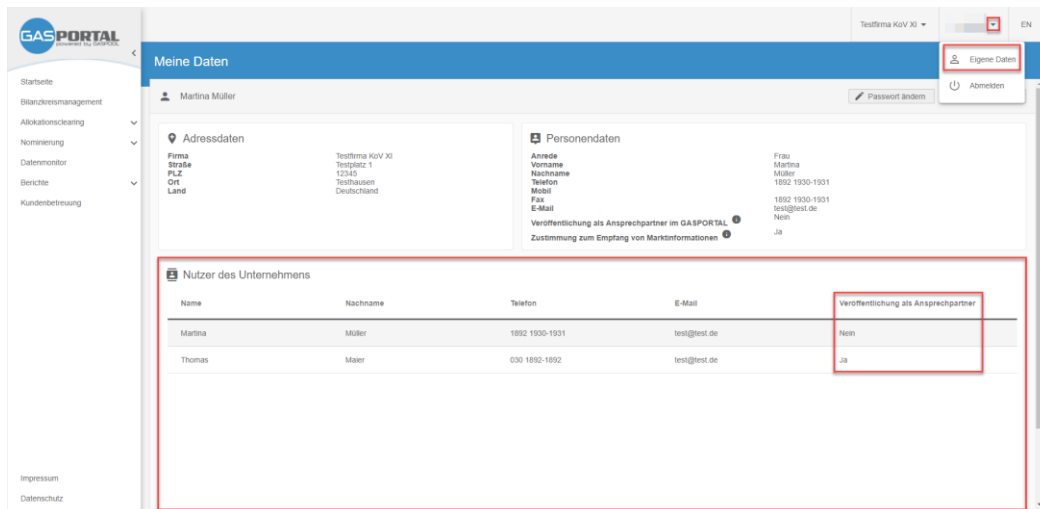 GASPORTAL
powered by GASPOOL
Testfirma KoV XI
EN
Eigene Daten
Abmelden
Startseite
Bilanzkreismanagement
Allokationsclearing
Nominierung
Datenmonitor
Berichte
Kundenbetreuung
Impressum
Datenschutz
Meine Daten
Martina Müller
Passwort ändern
Adressdaten
Firma Testfirma KoV XI
Straße Testplatz 1
PLZ 12345
Ort Testhausen
Land Deutschland
Personendaten
Anrede Frau
Vorname Martina
Nachname Müller
Telefon 1892 1930-1931
Mobil
Fax 1892 1930-1931
E-Mail test@test.de
Veröffentlichung als Ansprechpartner im GASPORTAL Nein
Zustimmung zum Empfang von Marktinformationen Ja
Nutzer des Unternehmens
Name Nachname Telefon E-Mail Veröffentlichung als Ansprechpartner
Martina Müller 1892 1930-1931 test@test.de Nein
Thomas Maier 030 1892-1892 test@test.de Ja